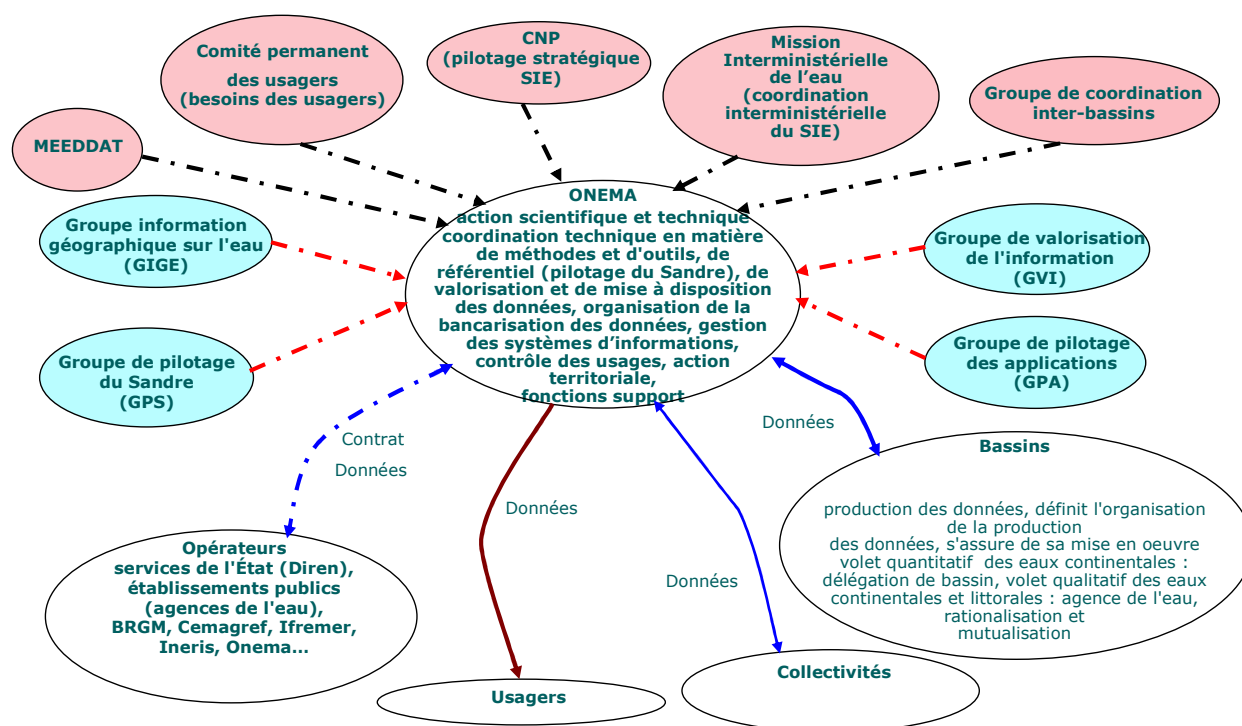 Comité permanent
des usagers
(besoins des usagers)
CNP
(pilotage stratégique
SIE)
Mission
Interministérielle
de l’eau
(coordination
interministérielle
du SIE)
Groupe de coordination
inter-bassins
MEEDDAT
ONEMA
action scientifique et technique
coordination technique en matière
de méthodes et d'outils, de
référentiel (pilotage du Sandre), de
valorisation et de mise à disposition
des données, organisation de la
bancarisation des données, gestion
des systèmes d’informations,
contrôle des usages, action
territoriale,
fonctions support
Groupe information
géographique sur l'eau
(GIGE)
Groupe de valorisation
de l'information
(GVI)
Groupe de pilotage
du Sandre
(GPS)
Groupe de pilotage
des applications
(GPA)
Contrat
Données
Données
Données
Données
Bassins
production des données, définit l'organisation
de la production
des données, s'assure de sa mise en oeuvre
volet quantitatif des eaux continentales :
délégation de bassin, volet qualitatif des eaux
continentales et littorales : agence de l'eau,
rationalisation et
mutualisation
Opérateurs
services de l'État (Diren),
établissements publics
(agences de l'eau),
BRGM, Cemagref, Ifremer,
Ineris, Onema...
Usagers
Collectivités